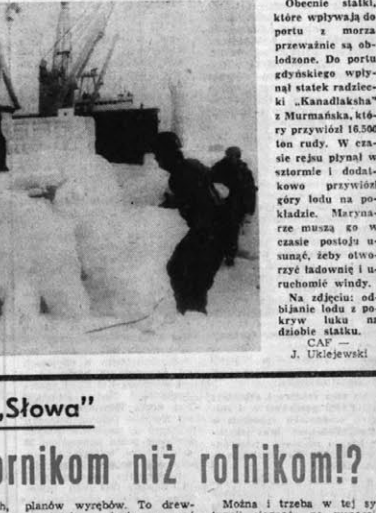 Obecnie statki,
które wpływają do
portu z morza
przeważnie są ob-
lodzone. Do portu
gdyńskiego wpły-
nął statek radziec-
ki „Kanadlaksha"
z Murmańska, któ-
ry przywiózł 16.500
ton rudy. W cza-
sie rejsu płynął w
sztormie i dodat-
kowo przywiózł
góry lodu na po-
kładzie. Maryna-
rze muszą go w
czasie postoju u-
sunąć, żeby otwo-
rzyć ładownię i u-
ruchomić windy.
Na zdjęciu: od-
bijanie lodu z po-
kryw luku na
dziobie statku.
CAF —
J. Uklejewski
„Słowa"
ornikom niż rolnikom!?
h, planów wyrębów. To drew-
Można i trzeba w tej sy